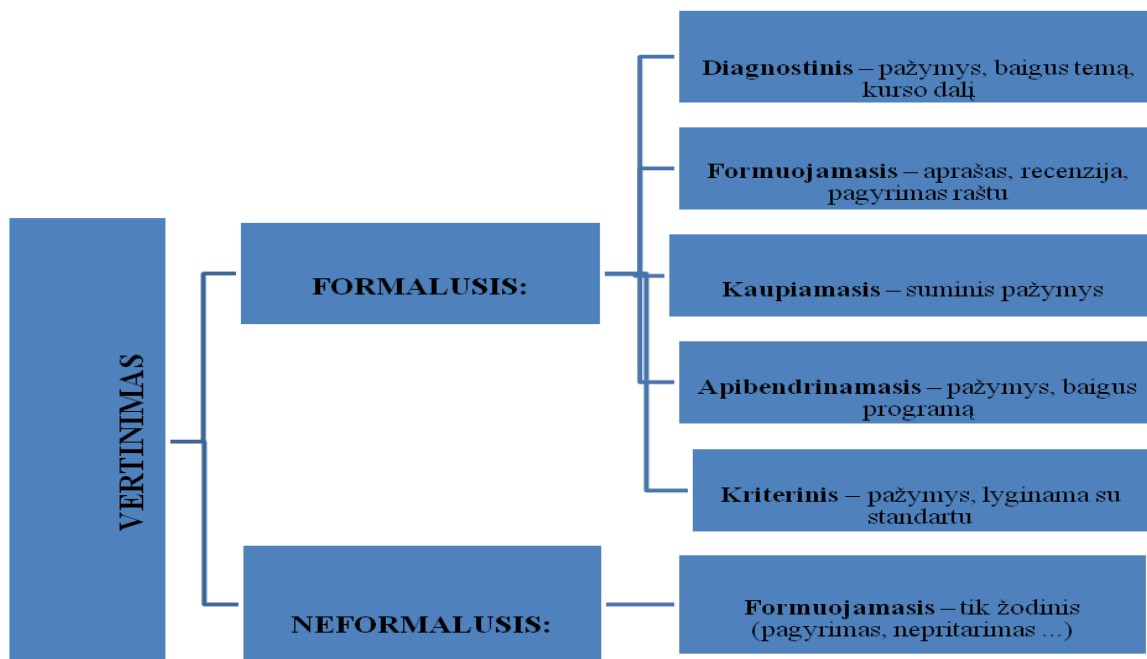 VERTINIMAS
FORMALUSIS:
Diagnostinis – pažymys, baigus temą,
kurso dalį
Formuojamasis – aprašas, recenzija,
pagyrimas raštu
Kaupiamasis – suminis pažymys
Apibendrinamasis – pažymys, baigus
programą
Kriterinis – pažymys, lyginama su
standartu
NEFORMALUSIS:
Formuojamasis – tik žodinis
(pagyrimas, nepritarimas ...)